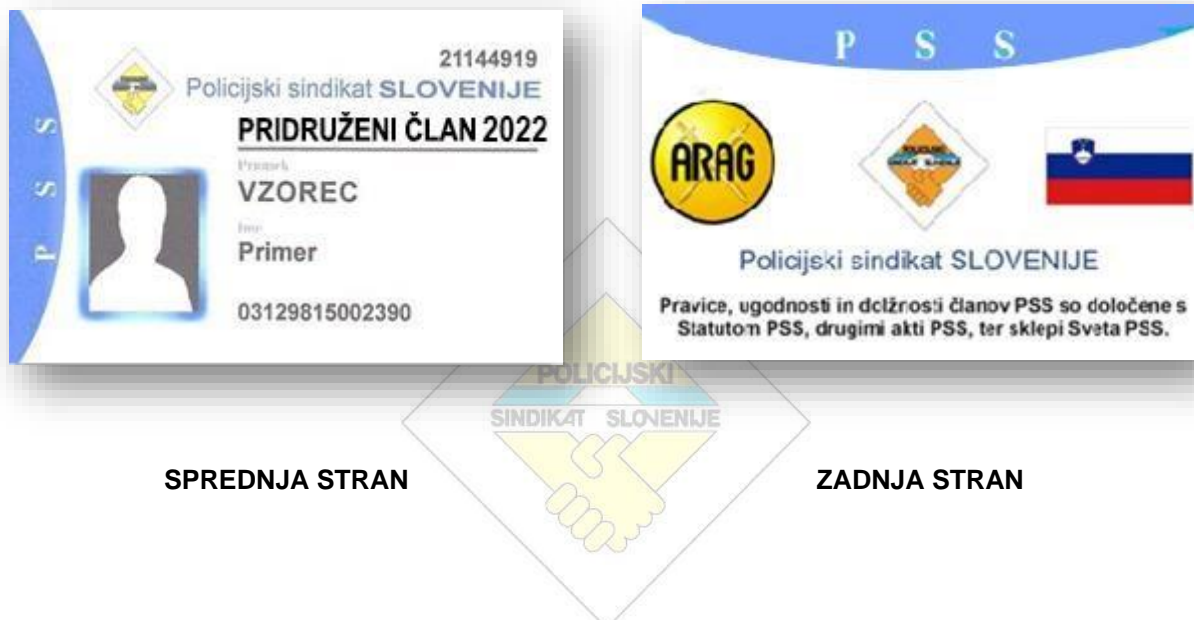 P S S
21144919
Policijski sindikat SLOVENIJE
PRIDRUŽENI ČLAN 2022
Priimek
VZOREC
Ime
Primer
03129815002390
P S S
ARAG
Policijski sindikat SLOVENIJE
Pravice, ugodnosti in dolžnosti članov PSS so določene s
Statutom PSS, drugimi akti PSS, ter sklepi Sveta PSS.
POLICIJSKI
SINDIKAT SLOVENIJE
SPREDNJA STRAN
ZADNJA STRAN